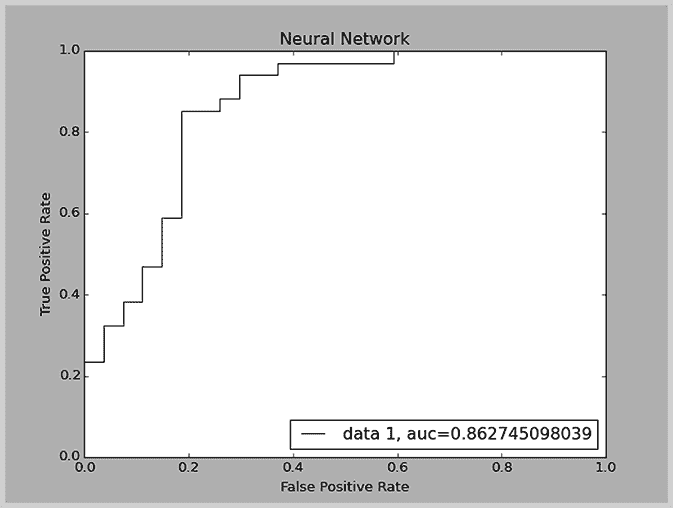 Neural Network
1.0
0.8
0.6
0.4
0.2
0.0
True Positive Rate
data 1, auc=0.862745098039
0.0 0.2 0.4 0.6 0.8 1.0
False Positive Rate